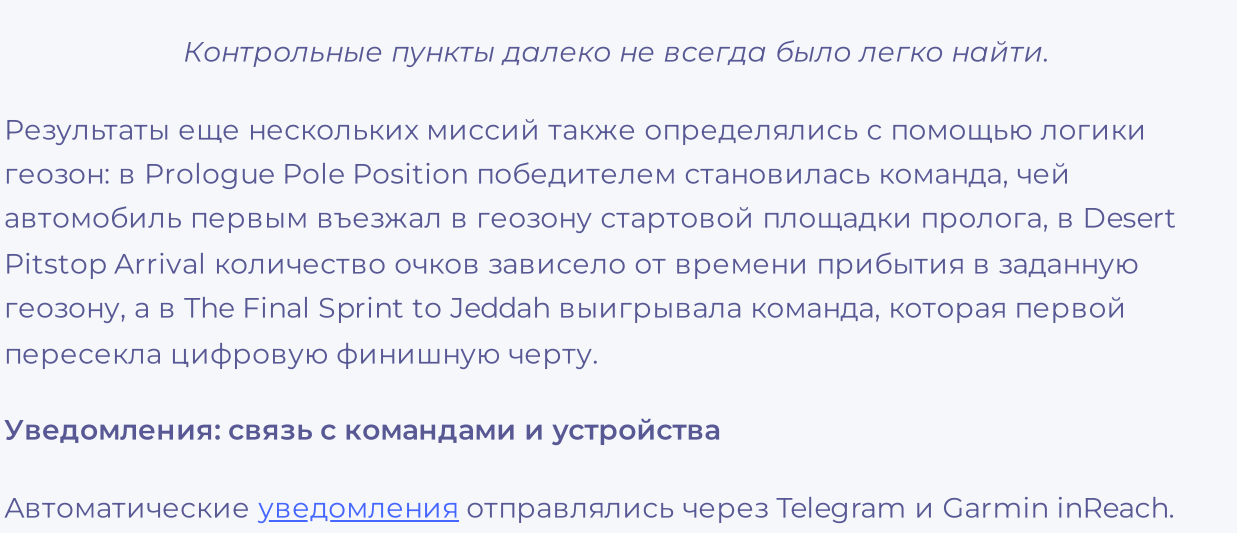 Контрольные пункты далеко не всегда было легко найти.
Результаты еще нескольких миссий также определялись с помощью логики
геозон: в Prologue Pole Position победителем становилась команда, чей
автомобиль первым въезжал в геозону стартовой площадки пролога, в Desert
Pitstop Arrival количество очков зависело от времени прибытия в заданную
геозону, а в The Final Sprint to Jeddah выигрывала команда, которая первой
пересекла цифровую финишную черту.
Уведомления: связь с командами и устройства
Автоматические уведомления отправлялись через Telegram и Garmin inReach.